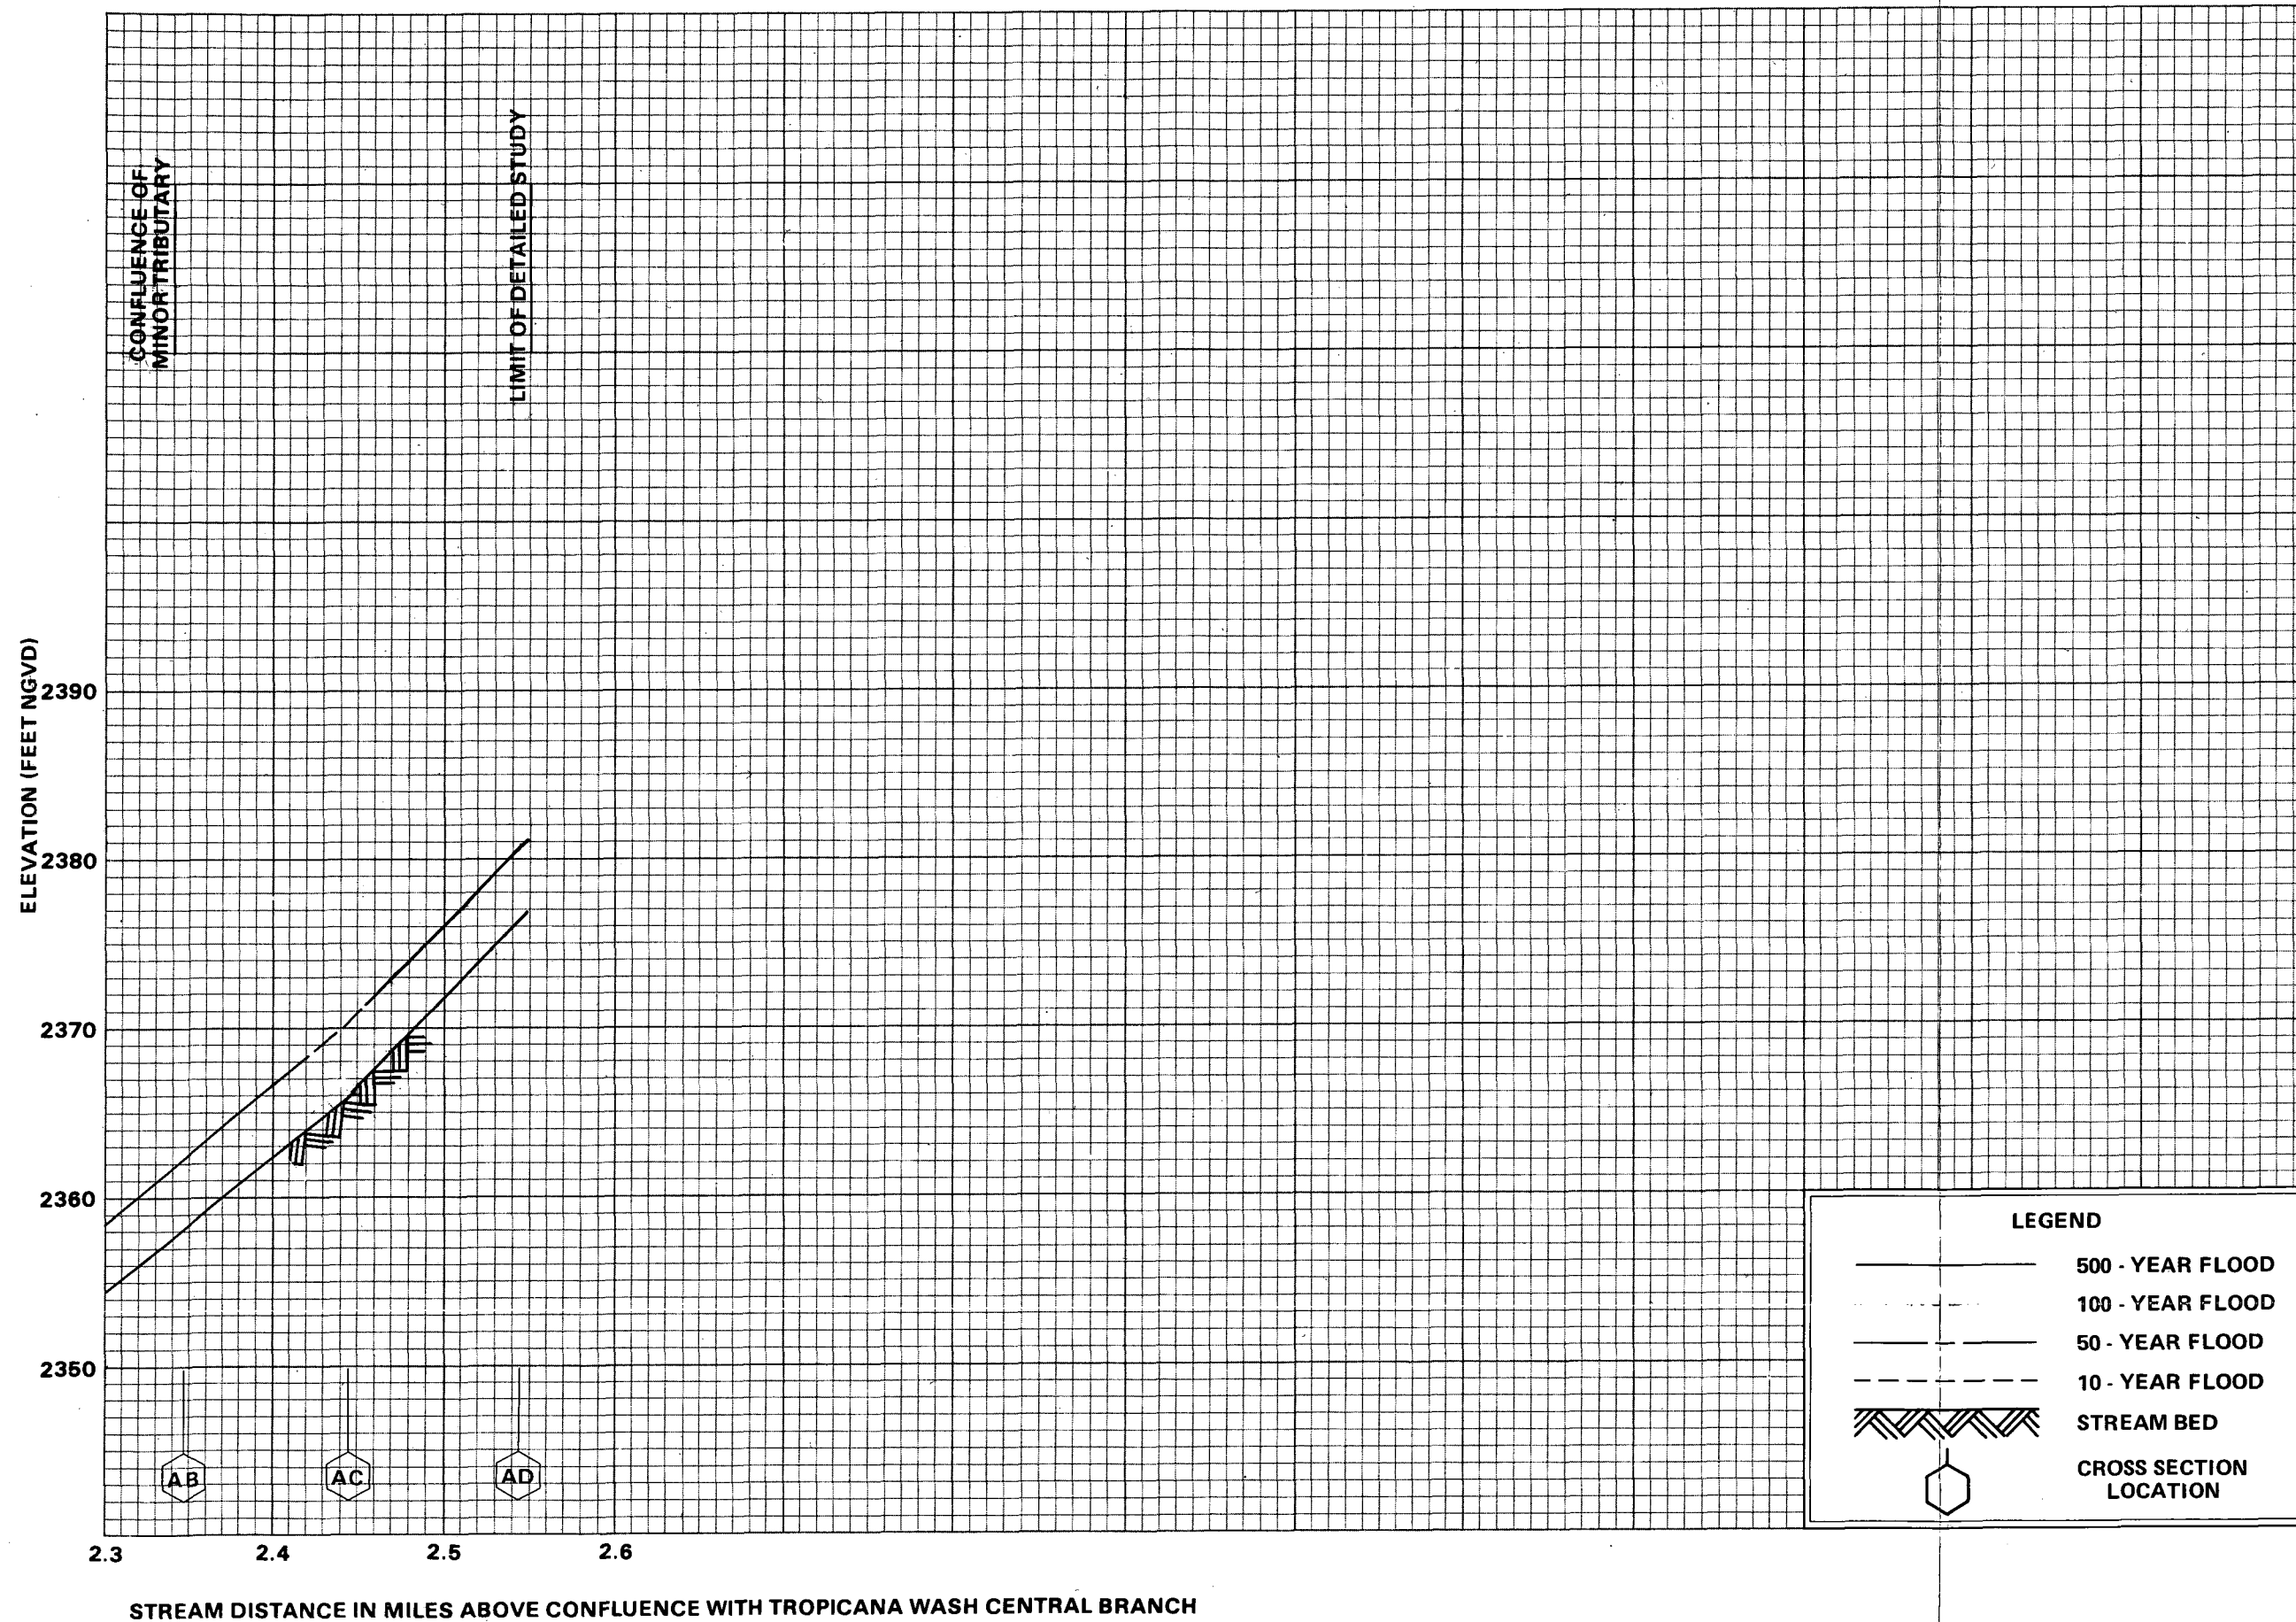 CONFLUENCE OF
MINOR TRIBUTARY
LIMIT OF DETAILED STUDY
ELEVATION (FEET NGVD)
2390
2380
2370
2360
2350
AB
AC
AD
2.3 2.4 2.5 2.6
STREAM DISTANCE IN MILES ABOVE CONFLUENCE WITH TROPICANA WASH CENTRAL BRANCH
LEGEND
500 - YEAR FLOOD
100 - YEAR FLOOD
50 - YEAR FLOOD
10 - YEAR FLOOD
STREAM BED
CROSS SECTION
LOCATION